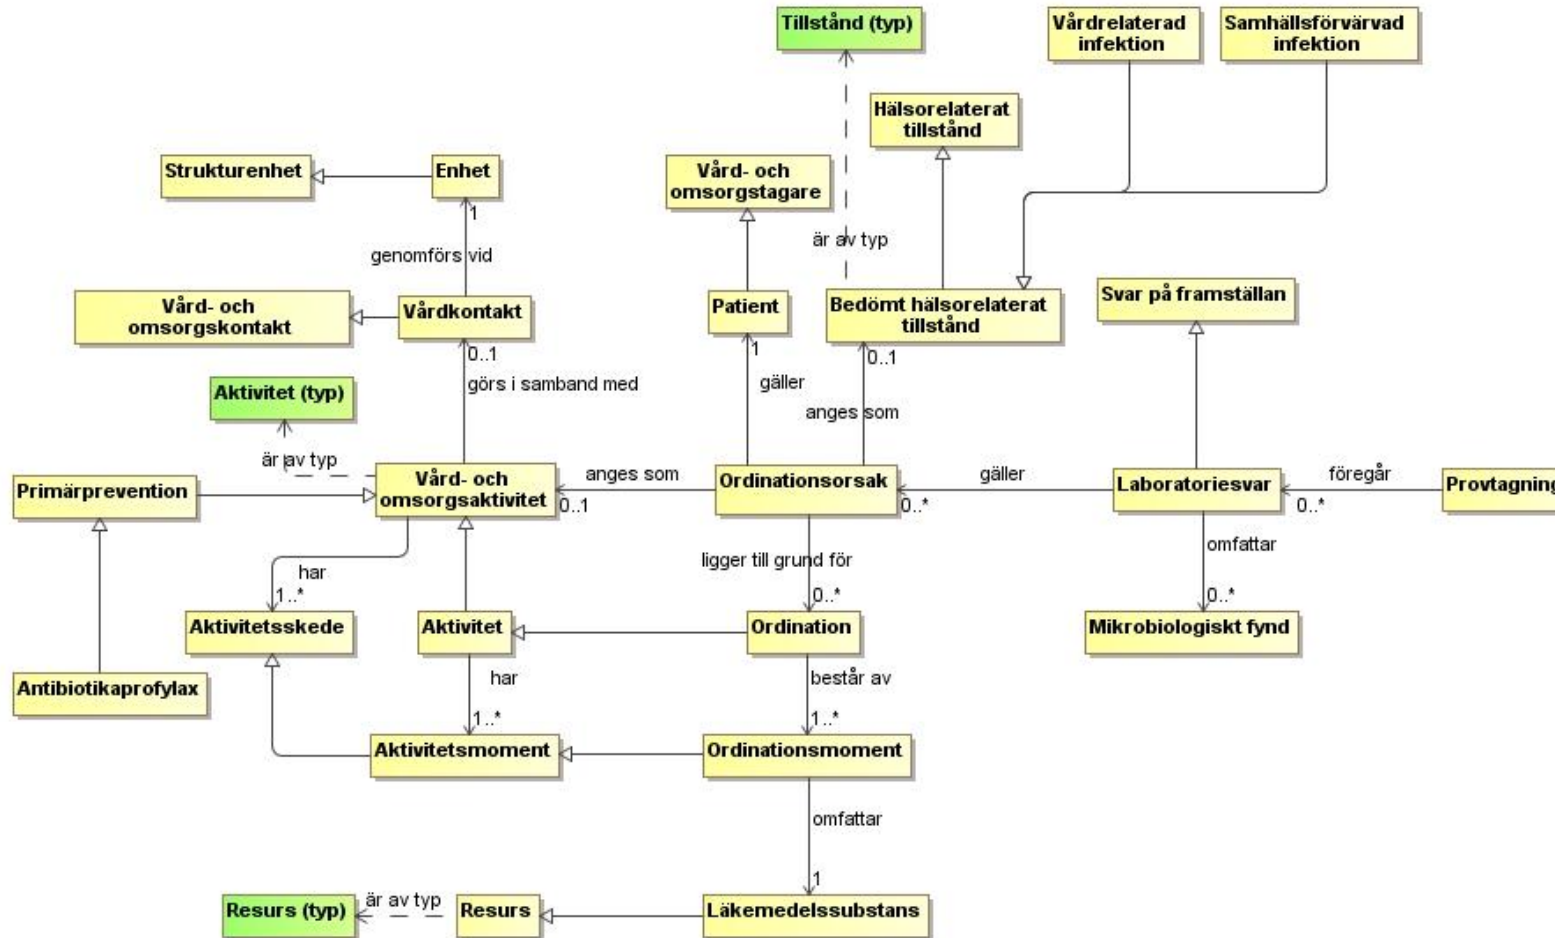 Tillstånd (typ)
Vårdrelaterad
infektion
Samhällsförvärvad
infektion
Hälsorelaterat
tillstånd
Strukturenhet
Enhet
Vård- och
omsorgstagare
1
är av typ
genomförs vid
Vård- och
omsorgskontakt
Vårdkontakt
Patient
Bedömt hälsorelaterat
tillstånd
Svar på framställan
0..1
1
0..1
görs i samband med
gäller
anges som
Aktivitet (typ)
är av typ
Primärprevention
Vård- och
omsorgsaktivitet
anges som
0..1
Ordinationsorsak
gäller
0..*
Laboratoriesvar
föregår
0..*
Provtagning
har
1..*
ligger till grund för
0..*
omfattar
0..*
Aktivitetsskede
Aktivitet
Ordination
Mikrobiologiskt fynd
Antibiotikaprofylax
har
1..*
består av
1..*
Aktivitetsmoment
Ordinationsmoment
omfattar
1
Resurs (typ)
är av typ
Resurs
Läkemedelssubstans